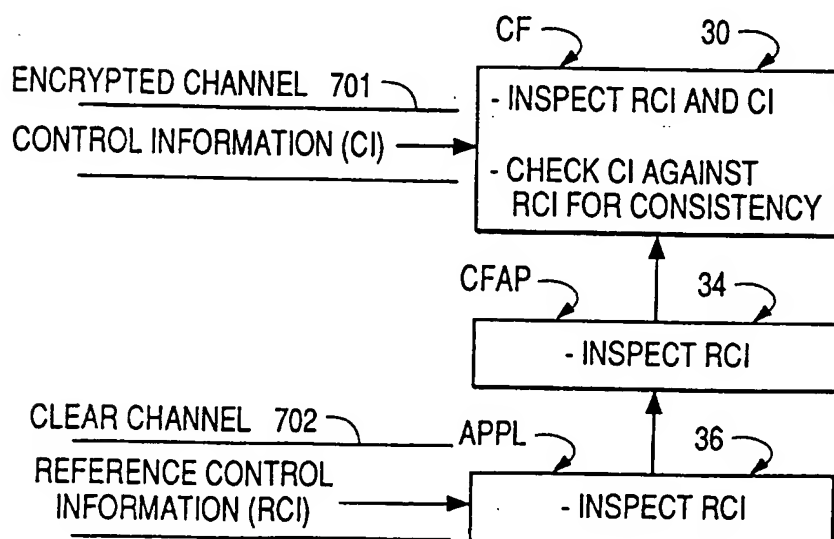 CF 30
ENCRYPTED CHANNEL 701
CONTROL INFORMATION (CI)
- INSPECT RCI AND CI
- CHECK CI AGAINST
RCI FOR CONSISTENCY
CFAP 34
- INSPECT RCI
CLEAR CHANNEL 702
REFERENCE CONTROL
INFORMATION (RCI)
APPL 36
- INSPECT RCI